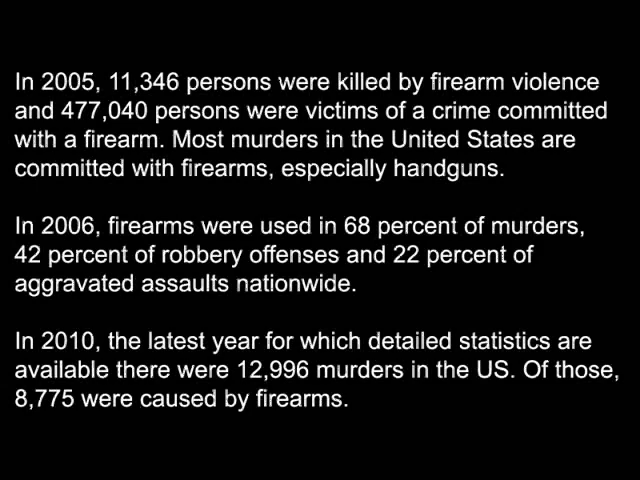 In 2005, 11,346 persons were killed by firearm violence
and 477,040 persons were victims of a crime committed
with a firearm. Most murders in the United States are
committed with firearms, especially handguns.
In 2006, firearms were used in 68 percent of murders,
42 percent of robbery offenses and 22 percent of
aggravated assaults nationwide.
In 2010, the latest year for which detailed statistics are
available there were 12,996 murders in the US. Of those,
8,775 were caused by firearms.